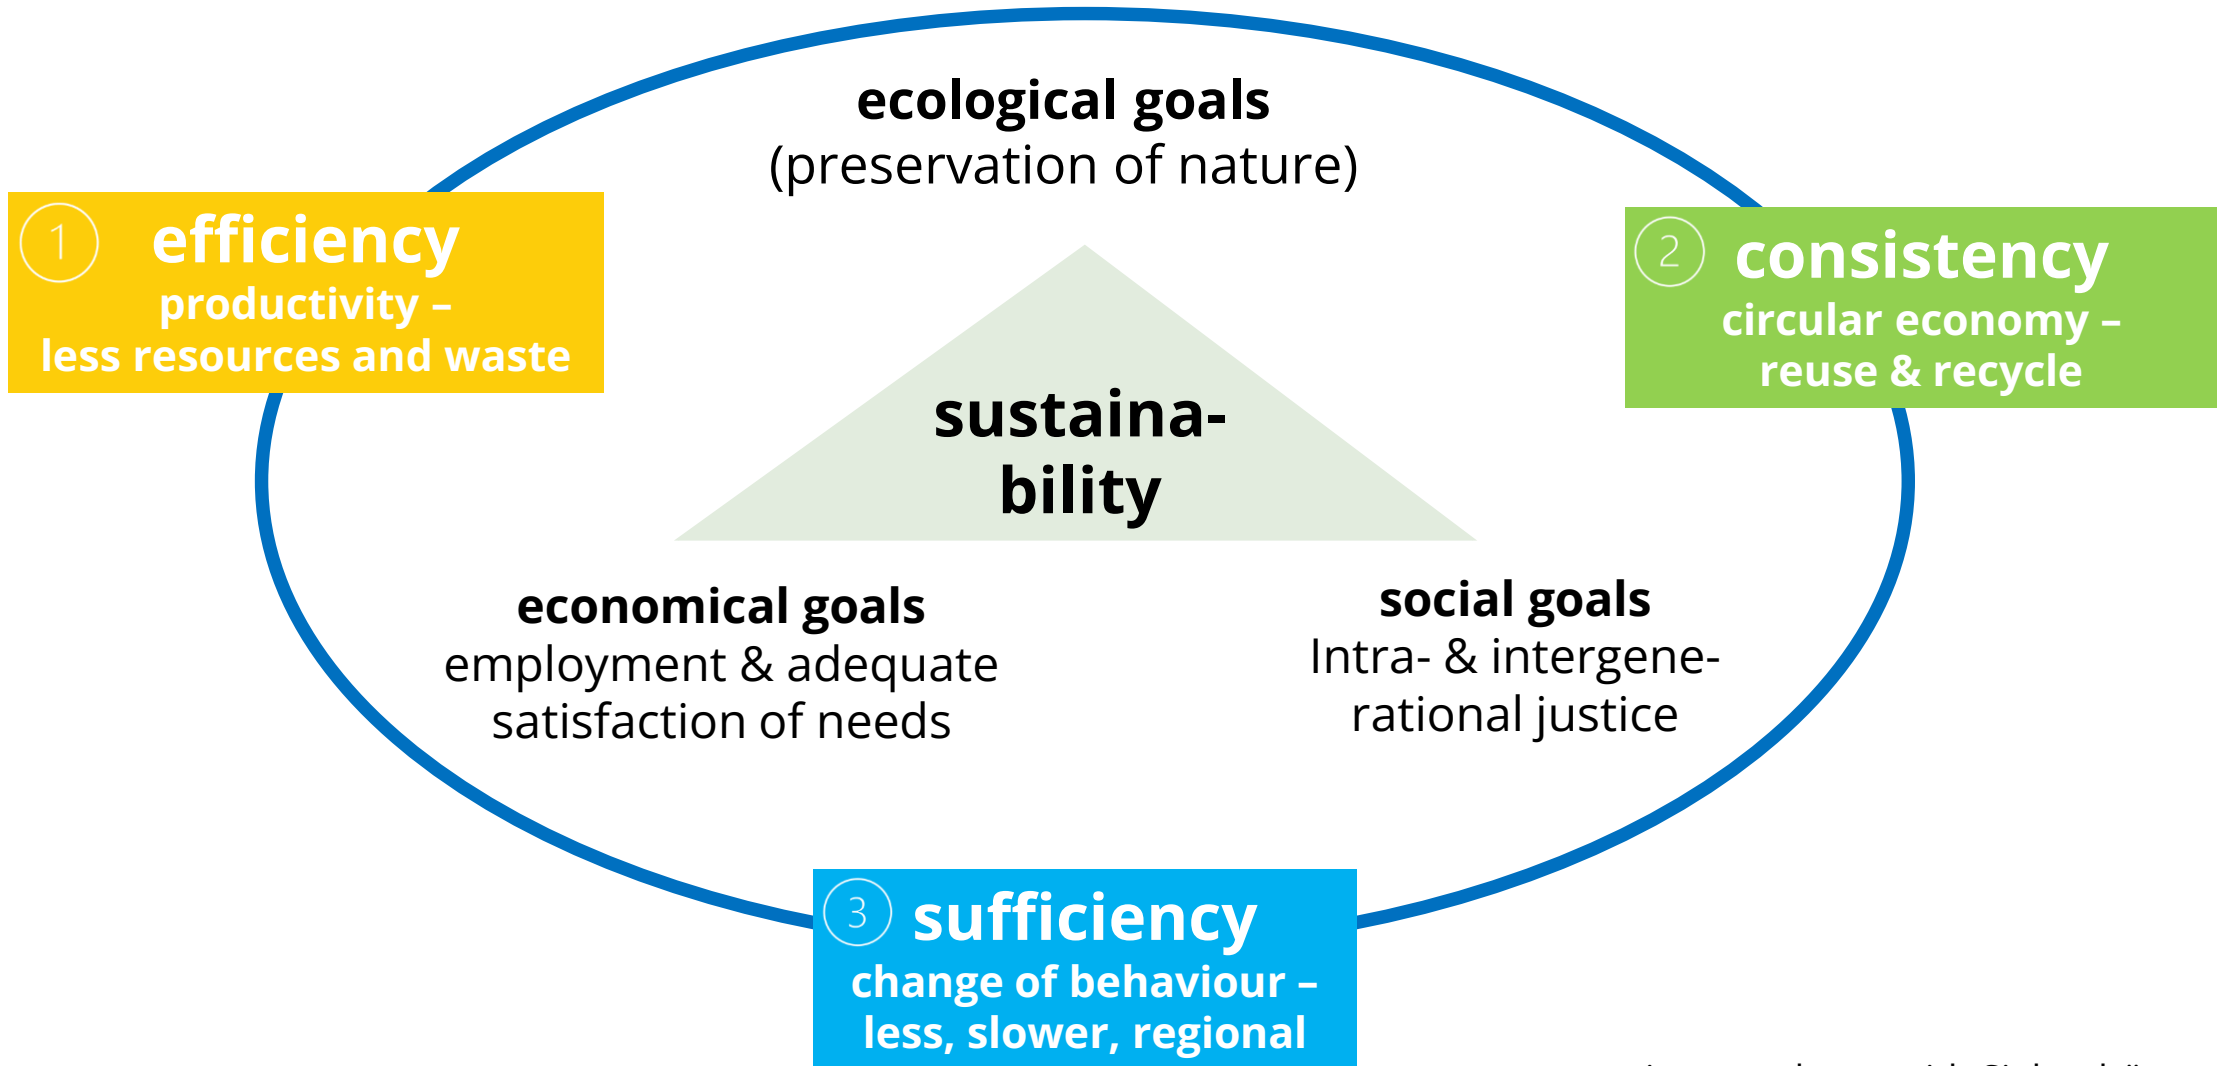 ecological goals
(preservation of nature)
1
efficiency
productivity –
less resources and waste
2
consistency
circular economy –
reuse & recycle
sustaina-
bility
economical goals
employment & adequate
satisfaction of needs
social goals
Intra- & intergene-
rational justice
3
sufficiency
change of behaviour –
less, slower, regional